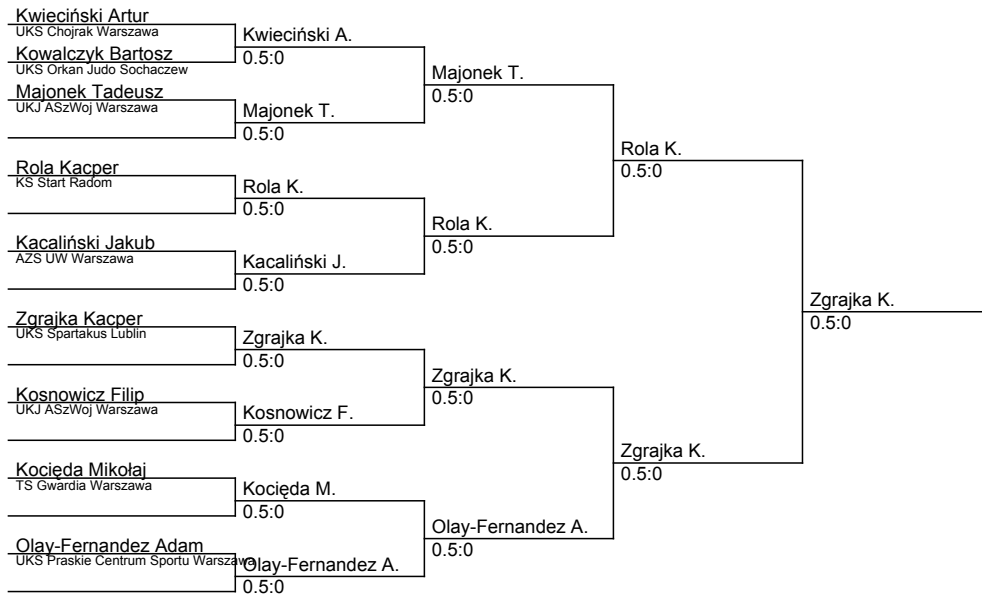 Kwieciński Artur
UKS Chojrak Warszawa
Kowalczyk Bartosz
UKS Orkan Judo Sochaczew
Majonek Tadeusz
UKJ ASzWoj Warszawa
Rola Kacper
KS Start Radom
Kacaliński Jakub
AZS UW Warszawa
Zgrajka Kacper
UKS Spartakus Lublin
Kosnowicz Filip
UKJ ASzWoj Warszawa
Kocięda Mikołaj
TS Gwardia Warszawa
Olay-Fernandez Adam
UKS Praskie Centrum Sportu Warszawa
Kwieciński A.
0.5:0
Majonek T.
0.5:0
Rola K.
0.5:0
Kacaliński J.
0.5:0
Zgrajka K.
0.5:0
Kosnowicz F.
0.5:0
Kocięda M.
0.5:0
Olay-Fernandez A.
0.5:0
Majonek T.
0.5:0
Rola K.
0.5:0
Zgrajka K.
0.5:0
Olay-Fernandez A.
0.5:0
Rola K.
0.5:0
Zgrajka K.
0.5:0
Zgrajka K.
0.5:0